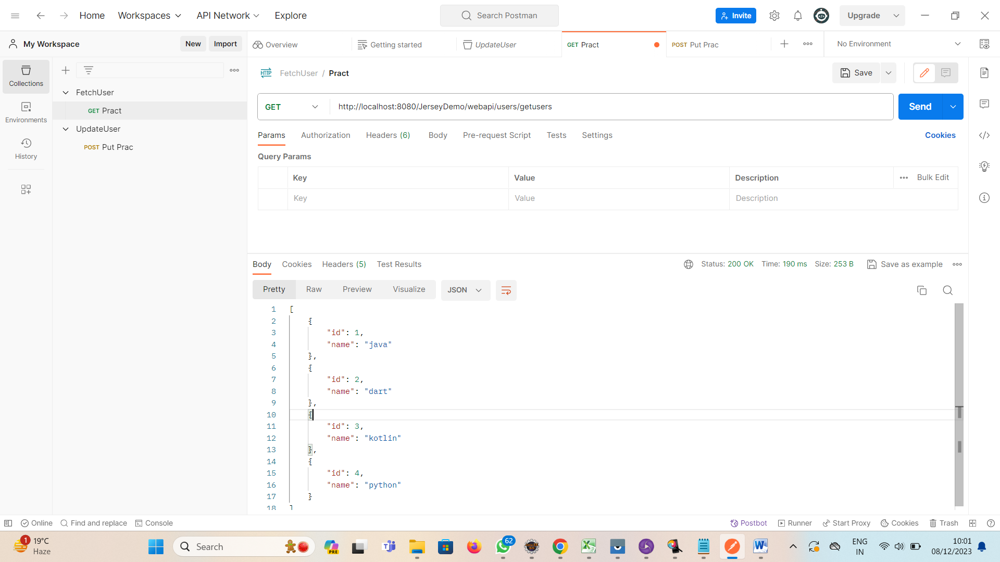 Home Workspaces API Network Explore Search Postman Invite Upgrade
My Workspace New Import Overview Getting started UpdateUser GET Pract POST Put Prac No Environment
Collections
Environments
History
FetchUser
GET Pract
UpdateUser
POST Put Prac
HTTP FetchUser / Pract Save
GET http://localhost:8080/JerseyDemo/webapi/users/getusers Send
Params Authorization Headers (6) Body Pre-request Script Tests Settings Cookies
Query Params
Key Value Description Bulk Edit
Key Value Description
Body Cookies Headers (5) Test Results Status: 200 OK Time: 190 ms Size: 253 B Save as example
Pretty Raw Preview Visualize JSON
1 [
2 {
3 "id": 1,
4 "name": "java"
5 },
6 {
7 "id": 2,
8 "name": "dart"
9 },
10 {
11 "id": 3,
12 "name": "kotlin"
13 },
14 {
15 "id": 4,
16 "name": "python"
17 }
18 ]
Online Find and replace Console Postbot Runner Start Proxy Cookies Trash
1 19°C
Haze
Search
PRE
62
ENG
IN
10:01
08/12/2023